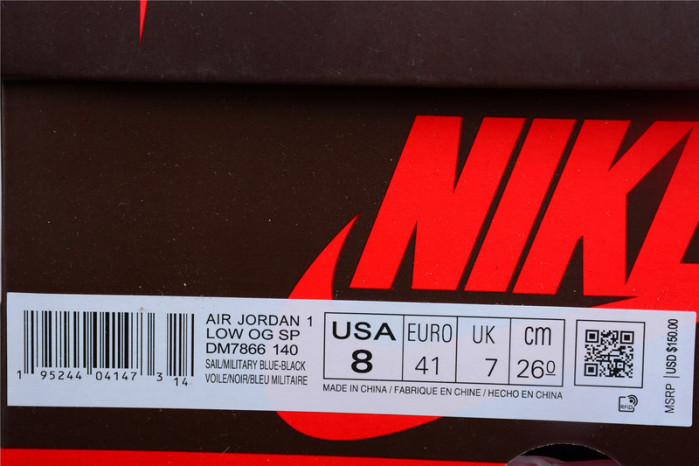 NIKE
AIR JORDAN 1
LOW OG SP
DM7866 140
SAIL/MILITARY BLUE-BLACK
VOILE/NOIR/BLEU MILITAIRE
1 95244 04147 3 14
USA EURO UK cm
8 41 7 26.0
MADE IN CHINA / FABRIQUE EN CHINE / HECHO EN CHINA
RFID
MSRP USD $150.00